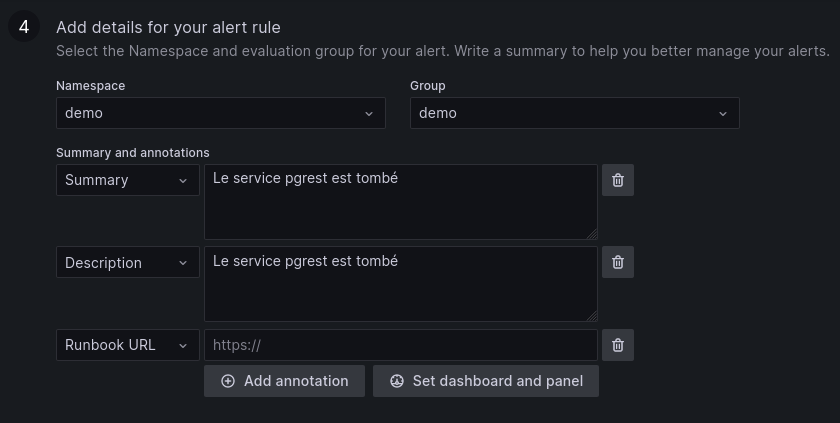 4
Add details for your alert rule
Select the Namespace and evaluation group for your alert. Write a summary to help you better manage your alerts.
Namespace
Group
demo
demo
Summary and annotations
Summary
Le service pgrest est tombé
Description
Le service pgrest est tombé
Runbook URL
https://
Add annotation
Set dashboard and panel